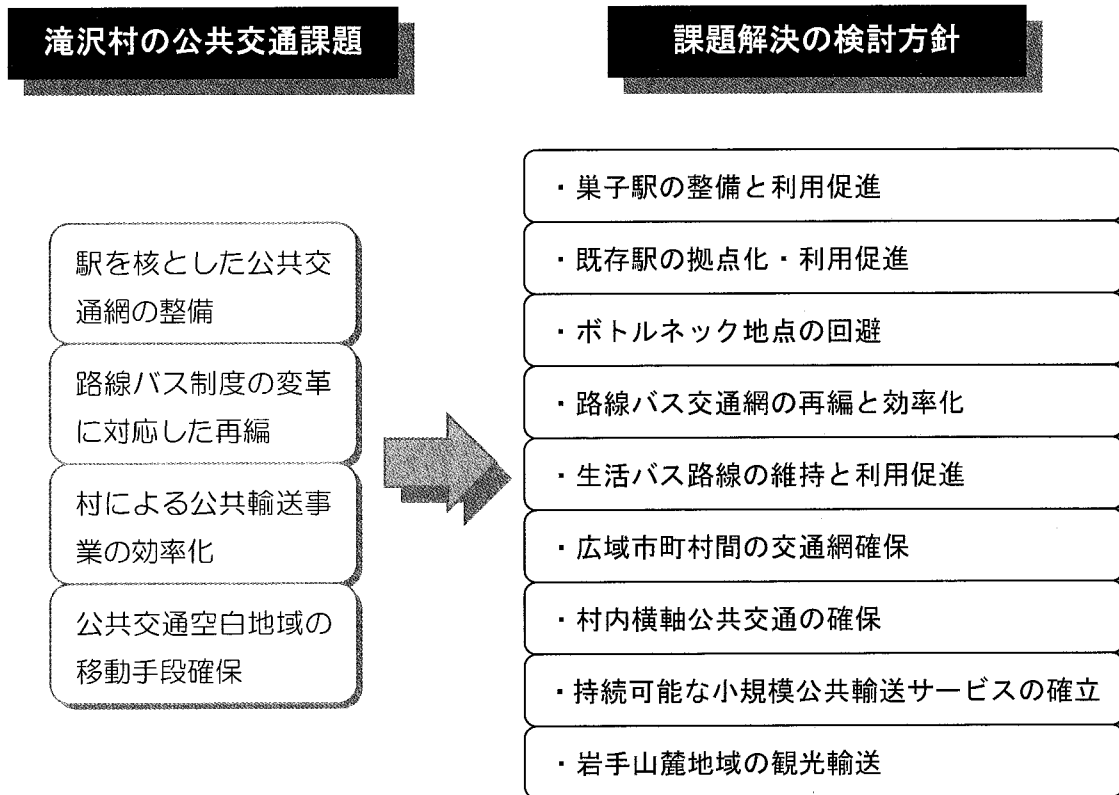 滝沢村の公共交通課題
駅を核とした公共交
通網の整備
路線バス制度の変革
に対応した再編
村による公共輸送事
業の効率化
公共交通空白地域の
移動手段確保
課題解決の検討方針
・巣子駅の整備と利用促進
・既存駅の拠点化・利用促進
・ボトルネック地点の回避
・路線バス交通網の再編と効率化
・生活バス路線の維持と利用促進
・広域市町村間の交通網確保
・村内横軸公共交通の確保
・持続可能な小規模公共輸送サービスの確立
・岩手山麓地域の観光輸送